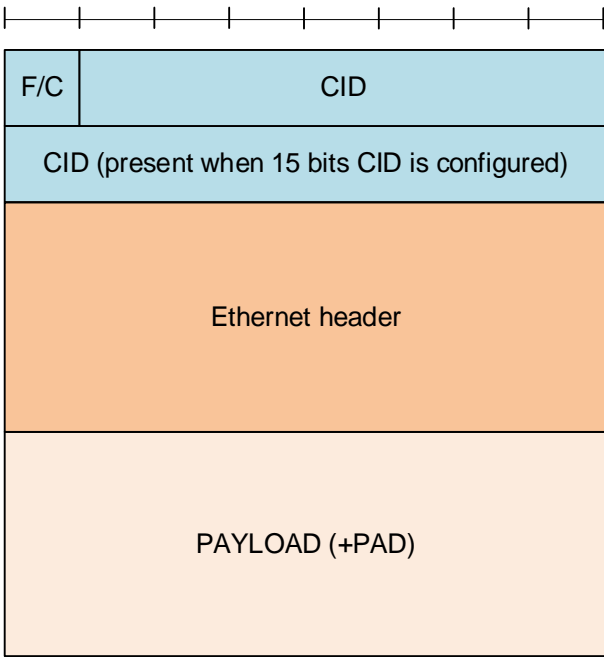 F/C CID
CID (present when 15 bits CID is configured)
Ethernet header
PAYLOAD (+PAD)